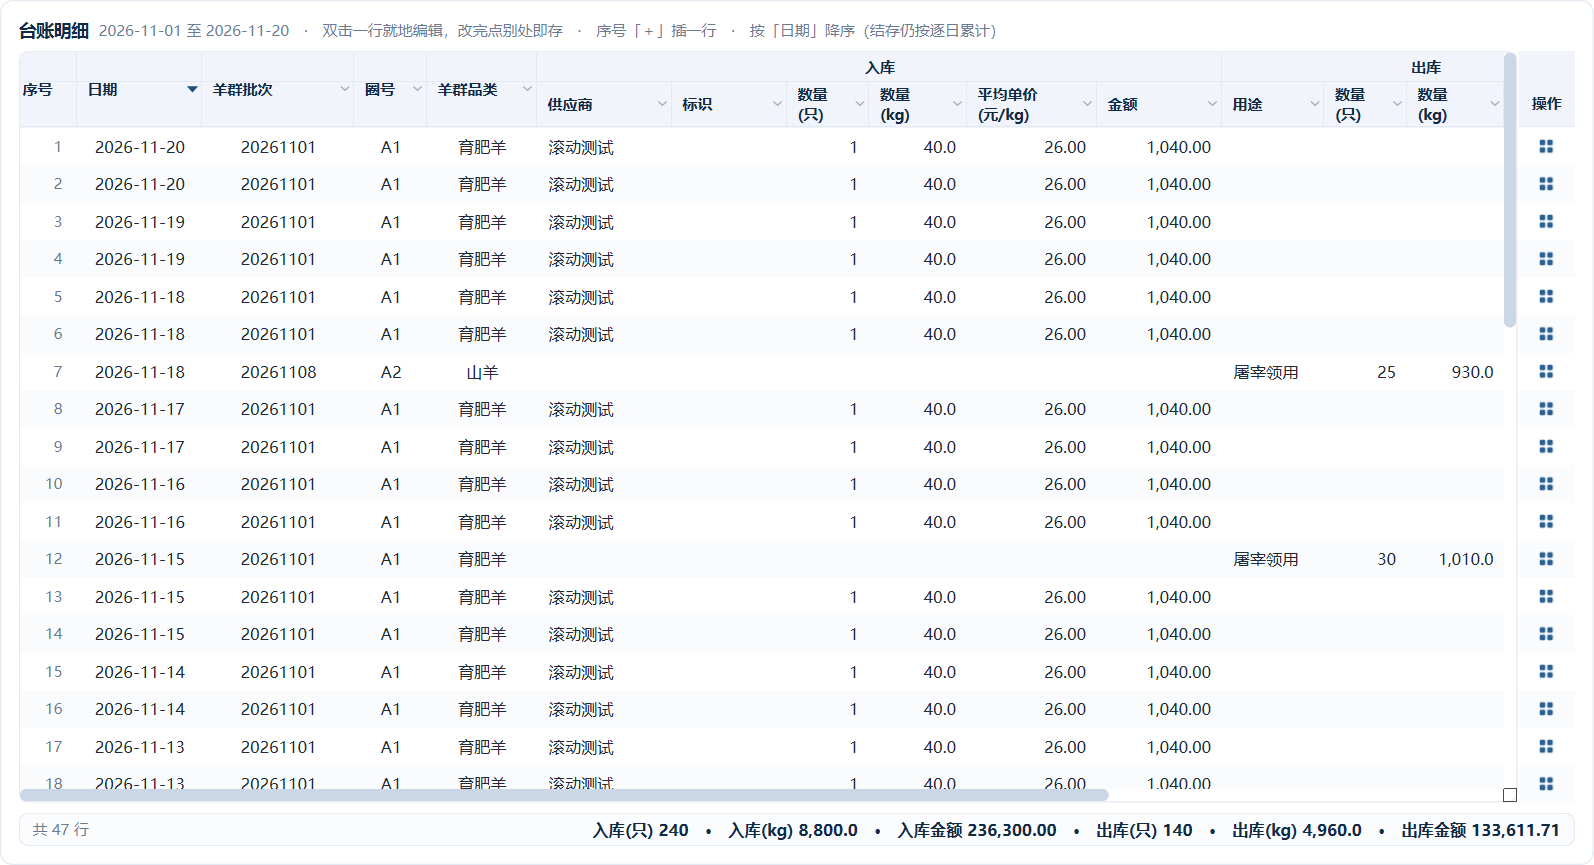 台账明细 2026-11-01 至 2026-11-20 · 双击一行就地编辑，改完点别处即存 · 序号「＋」插一行 · 按「日期」降序（结存仍按逐日累计）
入库 出库
序号 日期 羊群批次 圈号 羊群品类 供应商 标识 数量(只) 数量(kg) 平均单价(元/kg) 金额 用途 数量(只) 数量(kg) 操作
1 2026-11-20 20261101 A1 育肥羊 滚动测试 1 40.0 26.00 1,040.00
2 2026-11-20 20261101 A1 育肥羊 滚动测试 1 40.0 26.00 1,040.00
3 2026-11-19 20261101 A1 育肥羊 滚动测试 1 40.0 26.00 1,040.00
4 2026-11-19 20261101 A1 育肥羊 滚动测试 1 40.0 26.00 1,040.00
5 2026-11-18 20261101 A1 育肥羊 滚动测试 1 40.0 26.00 1,040.00
6 2026-11-18 20261101 A1 育肥羊 滚动测试 1 40.0 26.00 1,040.00
7 2026-11-18 20261108 A2 山羊 屠宰领用 25 930.0
8 2026-11-17 20261101 A1 育肥羊 滚动测试 1 40.0 26.00 1,040.00
9 2026-11-17 20261101 A1 育肥羊 滚动测试 1 40.0 26.00 1,040.00
10 2026-11-16 20261101 A1 育肥羊 滚动测试 1 40.0 26.00 1,040.00
11 2026-11-16 20261101 A1 育肥羊 滚动测试 1 40.0 26.00 1,040.00
12 2026-11-15 20261101 A1 育肥羊 屠宰领用 30 1,010.0
13 2026-11-15 20261101 A1 育肥羊 滚动测试 1 40.0 26.00 1,040.00
14 2026-11-15 20261101 A1 育肥羊 滚动测试 1 40.0 26.00 1,040.00
15 2026-11-14 20261101 A1 育肥羊 滚动测试 1 40.0 26.00 1,040.00
16 2026-11-14 20261101 A1 育肥羊 滚动测试 1 40.0 26.00 1,040.00
17 2026-11-13 20261101 A1 育肥羊 滚动测试 1 40.0 26.00 1,040.00
18 2026-11-13 20261101 A1 育肥羊 滚动测试 1 40.0 26.00 1,040.00
共 47 行 入库(只) 240 • 入库(kg) 8,800.0 • 入库金额 236,300.00 • 出库(只) 140 • 出库(kg) 4,960.0 • 出库金额 133,611.71